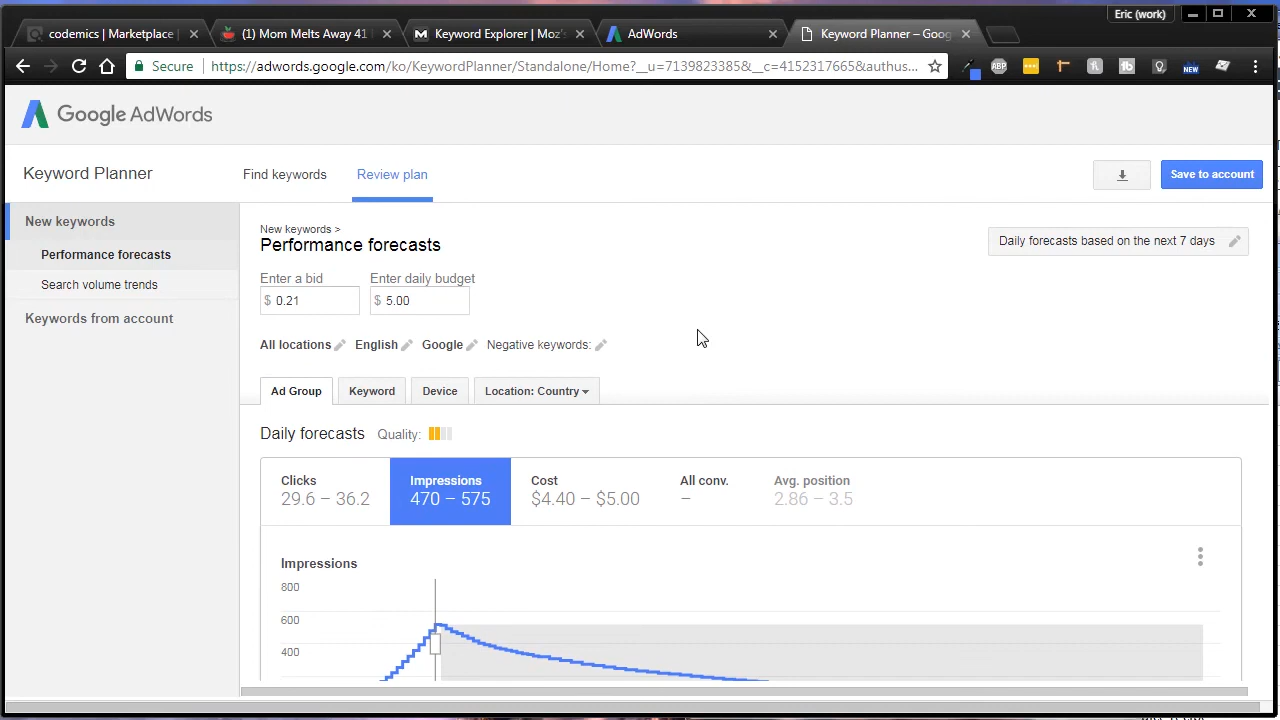 Eric (work)
codemics | Marketplace
(1) Mom Melts Away 41
Keyword Explorer | Moz's
AdWords
Keyword Planner – Goog
Secure
https://adwords.google.com/ko/KeywordPlanner/Standalone/Home?__u=7139823385&__c=4152317665&authus...
ABP
NEW
Google AdWords
Keyword Planner
Find keywords
Review plan
Save to account
New keywords
Performance forecasts
Search volume trends
Keywords from account
New keywords >
Performance forecasts
Daily forecasts based on the next 7 days
Enter a bid
Enter daily budget
$ 0.21
$ 5.00
All locations
English
Google
Negative keywords:
Ad Group
Keyword
Device
Location: Country
Daily forecasts
Quality:
Clicks
29.6 – 36.2
Impressions
470 – 575
Cost
$4.40 – $5.00
All conv.
–
Avg. position
2.86 – 3.5
Impressions
800
600
400